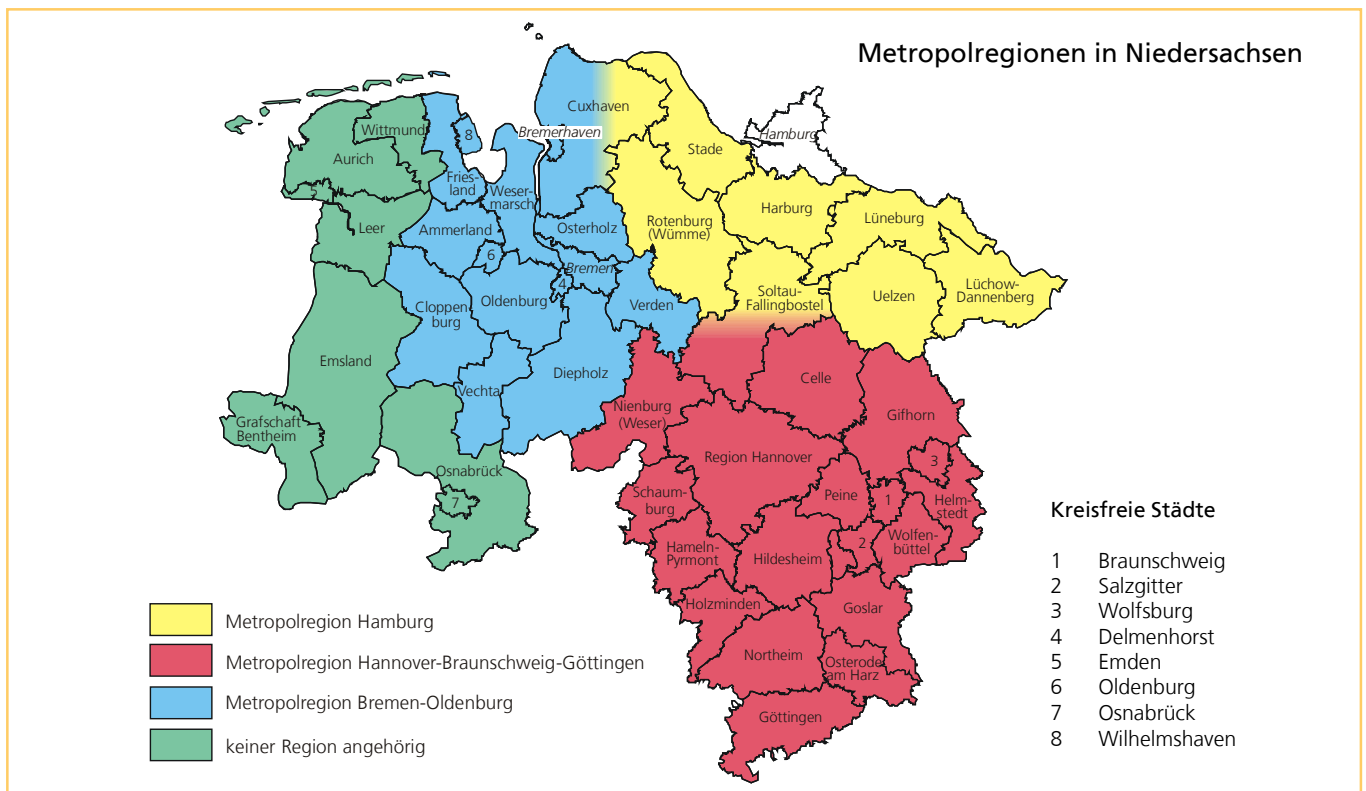 Metropolregionen in Niedersachsen
Cuxhaven
Bremerhaven
Hamburg
Wittmund
8
Stade
Aurich
Fries-
land
Weser-
marsch
5
Harburg
Lüneburg
Leer
Ammerland
Osterholz
Rotenburg
(Wümme)
6
Bremen
4
Oldenburg
Verden
Soltau-
Fallingbostel
Uelzen
Lüchow-
Dannenberg
Cloppen-
burg
Emsland
Diepholz
Celle
Vechta
Nienburg
(Weser)
Gifhorn
Grafschaft
Bentheim
Region Hannover
3
Osnabrück
7
Schaum-
burg
Peine
1
Helm-
stedt
2
Wolfen-
büttel
Hameln-
Pyrmont
Hildesheim
Holzminden
Goslar
Northeim
Osterode
am Harz
Göttingen
Metropolregion Hamburg
Metropolregion Hannover-Braunschweig-Göttingen
Metropolregion Bremen-Oldenburg
keiner Region angehörig
Kreisfreie Städte
1 Braunschweig
2 Salzgitter
3 Wolfsburg
4 Delmenhorst
5 Emden
6 Oldenburg
7 Osnabrück
8 Wilhelmshaven